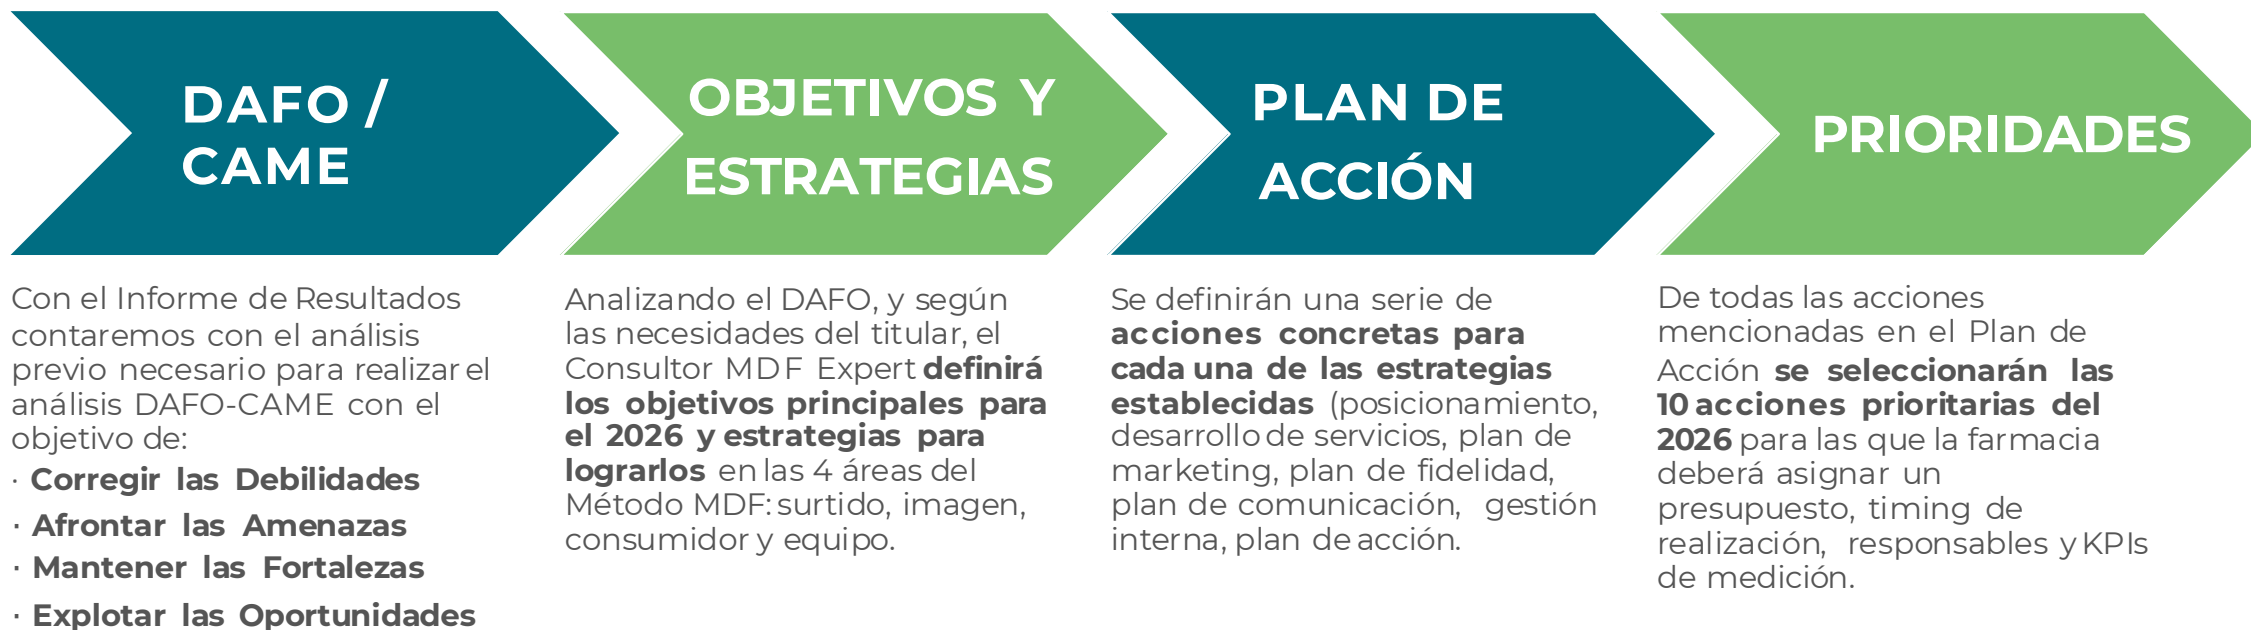 DAFO /
CAME
Con el Informe de Resultados
contaremos con el análisis
previo necesario para realizar el
análisis DAFO-CAME con el
objetivo de:
· Corregir las Debilidades
· Afrontar las Amenazas
· Mantener las Fortalezas
· Explotar las Oportunidades
OBJETIVOS Y
ESTRATEGIAS
Analizando el DAFO, y según
las necesidades del titular, el
Consultor MDF Expert definirá
los objetivos principales para
el 2026 y estrategias para
lograrlos en las 4 áreas del
Método MDF: surtido, imagen,
consumidor y equipo.
PLAN DE
ACCIÓN
Se definirán una serie de
acciones concretas para
cada una de las estrategias
establecidas (posicionamiento,
desarrollo de servicios, plan de
marketing, plan de fidelidad,
plan de comunicación, gestión
interna, plan de acción.
PRIORIDADES
De todas las acciones
mencionadas en el Plan de
Acción se seleccionarán las
10 acciones prioritarias del
2026 para las que la farmacia
deberá asignar un
presupuesto, timing de
realización, responsables y KPIs
de medición.